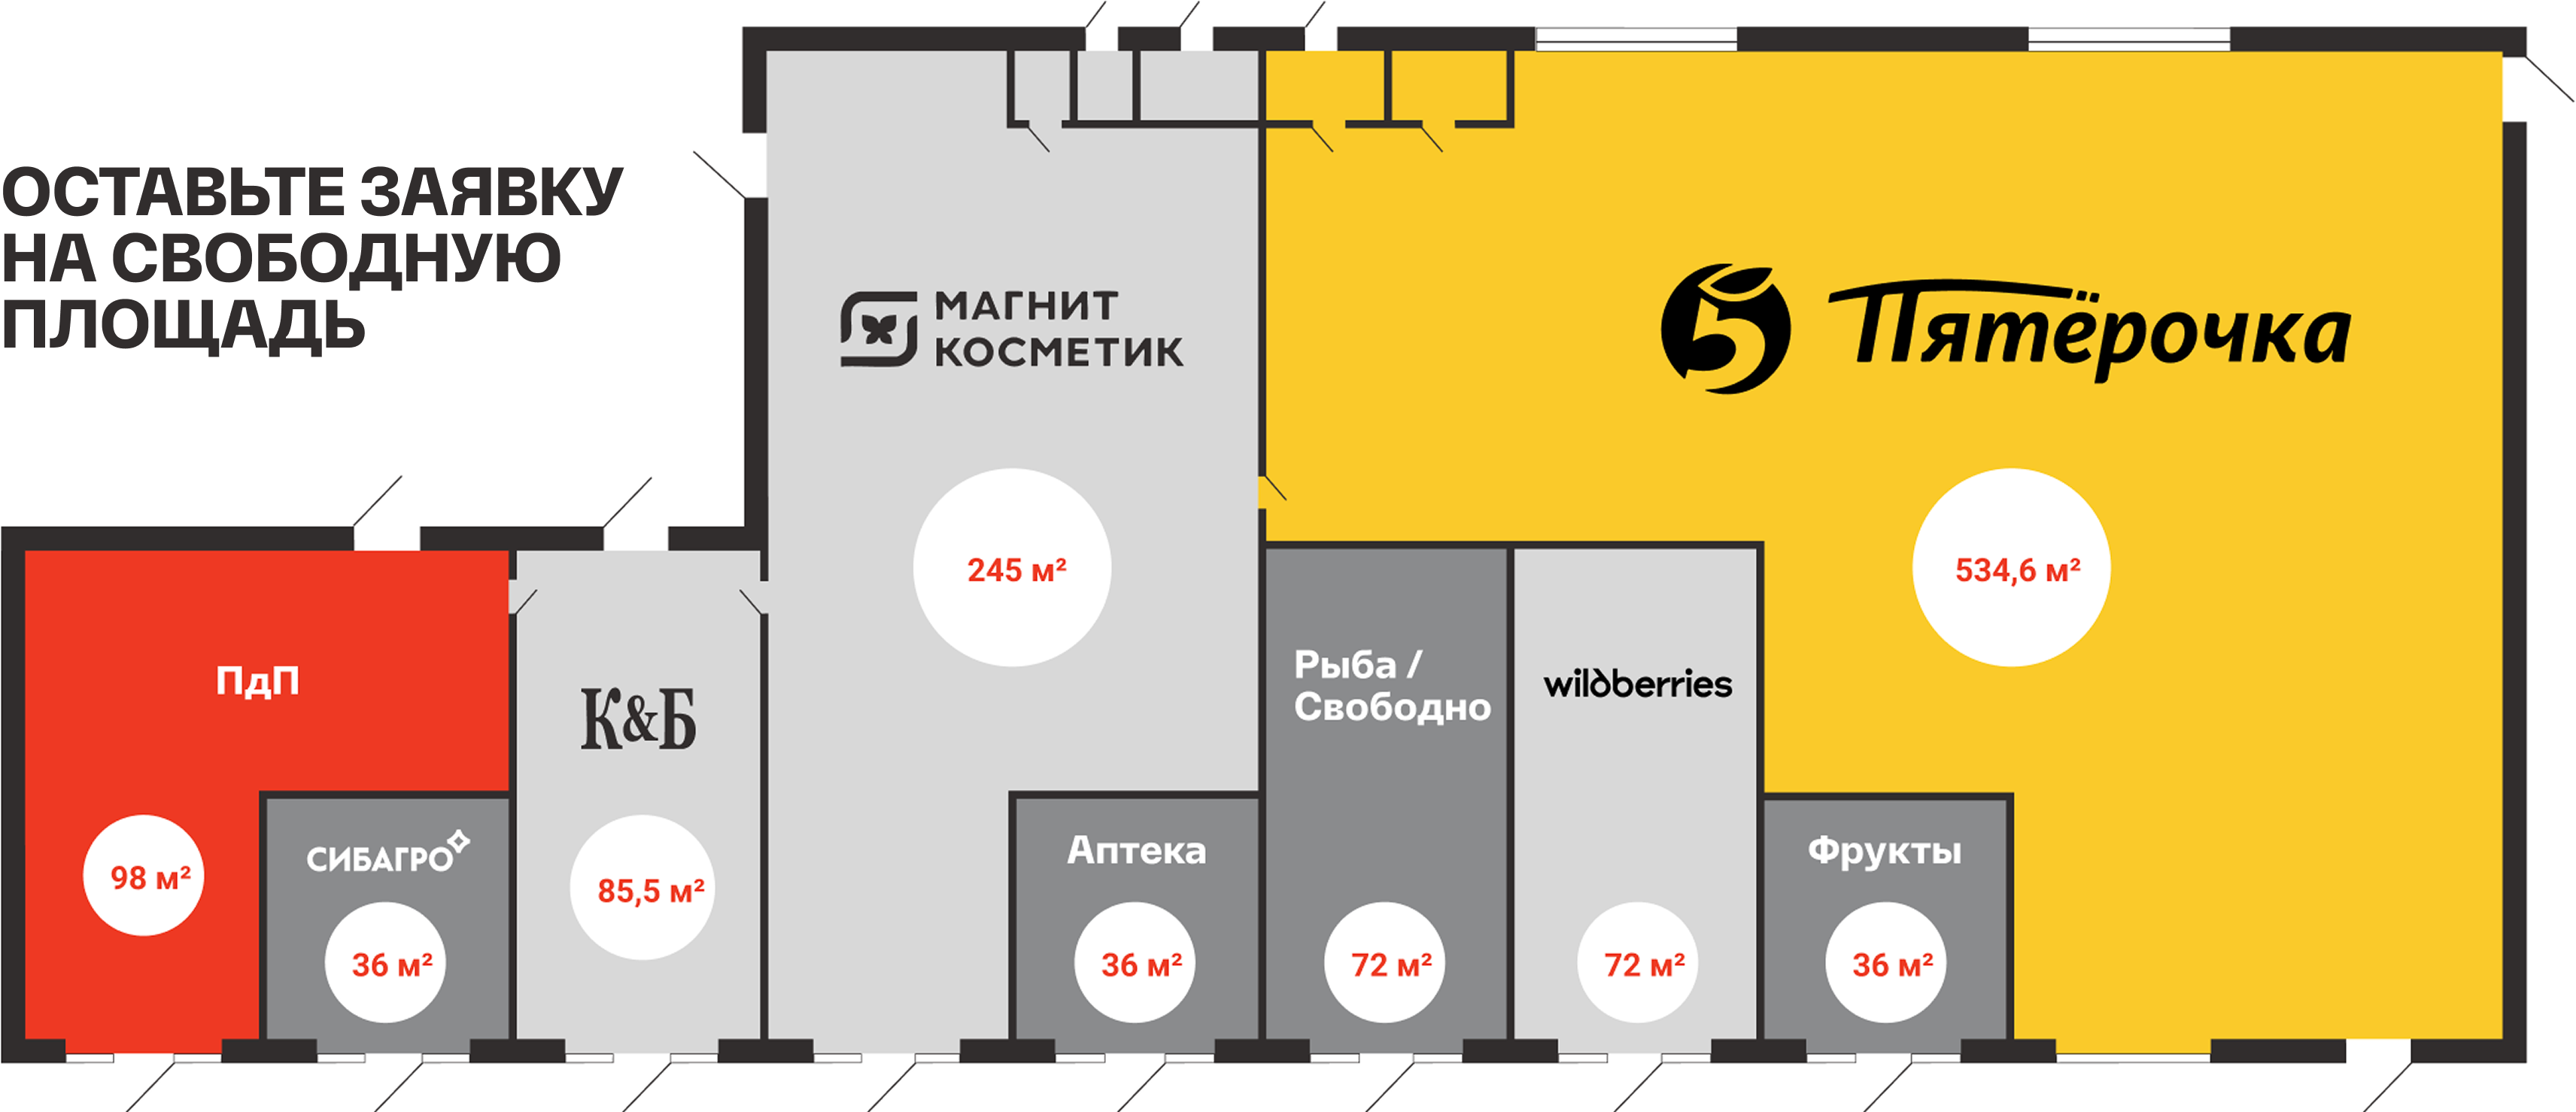 ОСТАВЬТЕ ЗАЯВКУ
НА СВОБОДНУЮ
ПЛОЩАДЬ
МАГНИТ
КОСМЕТИК
245 м²
5 Пятёрочка
534,6 м²
ПдП
98 м²
СИБАГРО
36 м²
К&Б
85,5 м²
Аптека
36 м²
Рыба /
Свободно
72 м²
wildberries
72 м²
Фрукты
36 м²